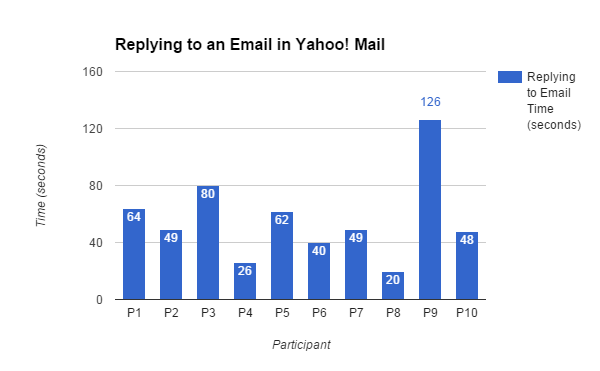 Replying to an Email in Yahoo! Mail
160
120
80
40
0
Time (seconds)
64
49
80
26
62
40
49
20
126
48
P1 P2 P3 P4 P5 P6 P7 P8 P9 P10
Participant
Replying
to Email
Time
(seconds)